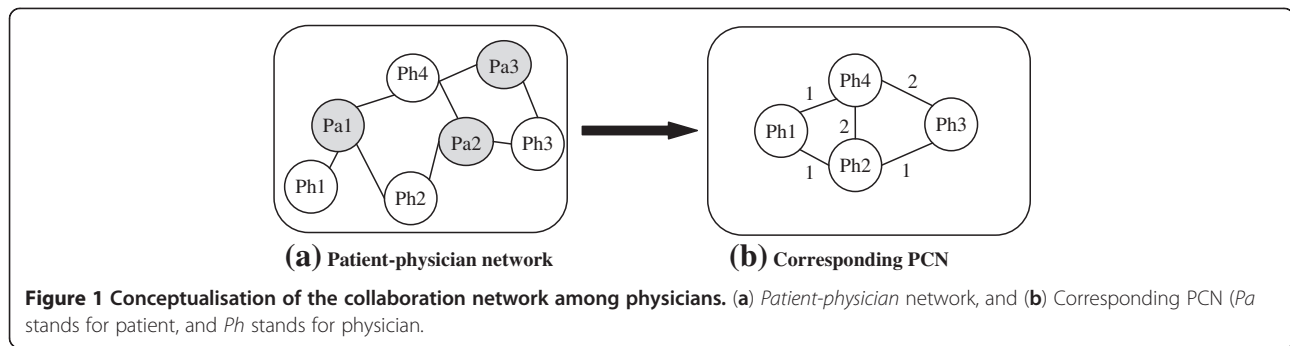 Ph4
Pa3
Pa1
Pa2
Ph3
Ph1
Ph2
Ph4
1
2
Ph1
2
Ph3
Ph2
1
1
(a) Patient-physician network
(b) Corresponding PCN
Figure 1 Conceptualisation of the collaboration network among physicians. (a) Patient-physician network, and (b) Corresponding PCN (Pa
stands for patient, and Ph stands for physician.